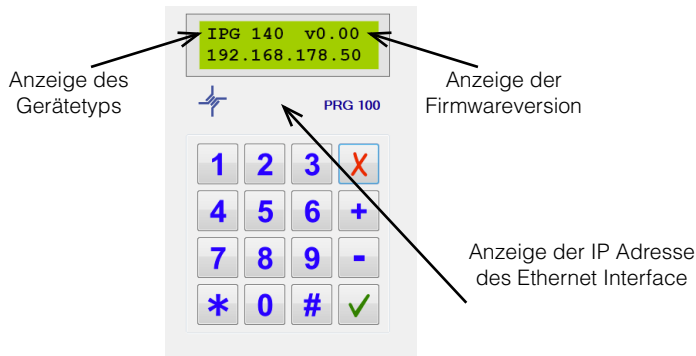 IPG 140 v0.00
192.168.178.50
Anzeige des
Gerätetyps
Anzeige der
Firmwareversion
PRG 100
1 2 3 X
4 5 6 +
7 8 9 -
* 0 # ✓
Anzeige der IP Adresse
des Ethernet Interface